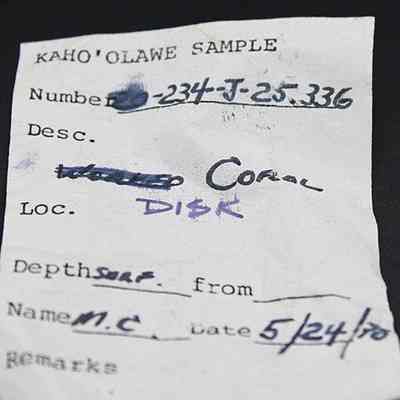 KAHO'OLAWE SAMPLE
Number -234-J-25.336
Desc.
Worked Coral
Loc. DISK
Depth SURF. from
Name M.C. Date 5/24/70
Remarks